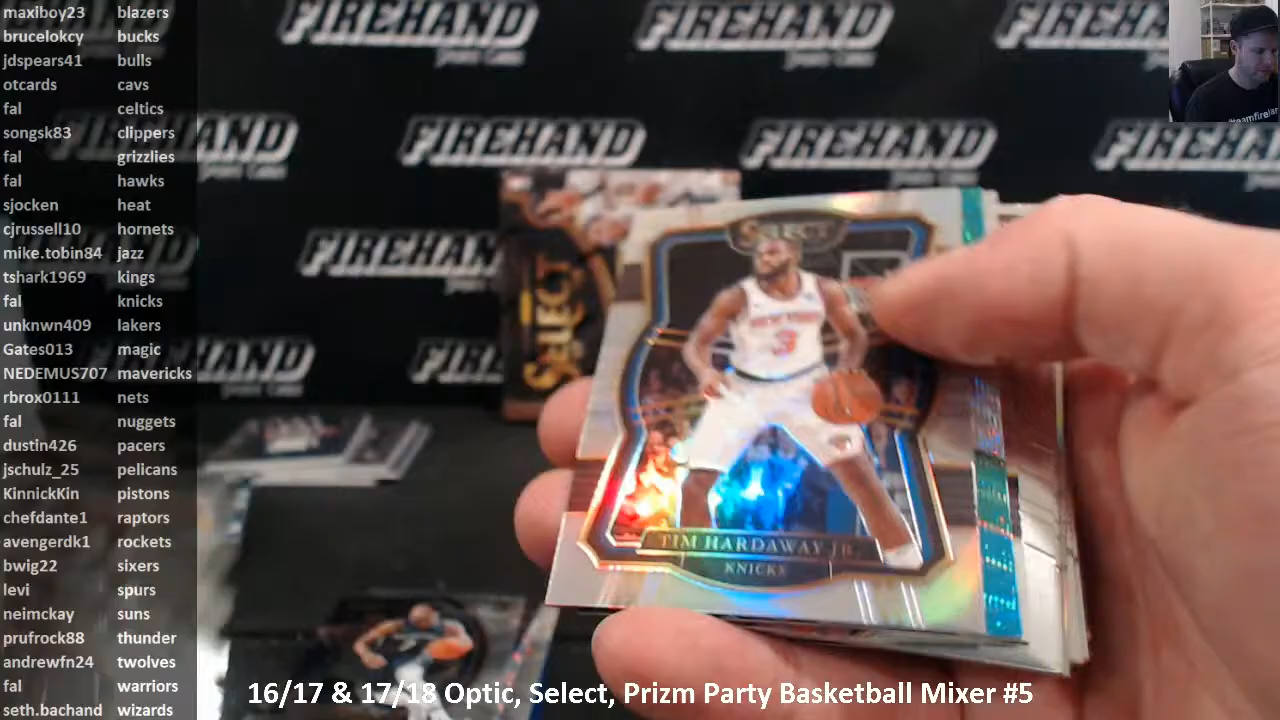 maxiboy23 blazers
brucelokcy bucks
jdspears41 bulls
otcards cavs
fal celtics
songsk83 clippers
fal grizzlies
fal hawks
sjocken heat
cjrussell10 hornets
mike.tobin84 jazz
tshark1969 kings
fal knicks
unknwn409 lakers
Gates013 magic
NEDEMUS707 mavericks
rbrox0111 nets
fal nuggets
dustin426 pacers
jschulz_25 pelicans
KinnickKin pistons
chefdante1 raptors
avengerdk1 rockets
bwig22 sixers
levi spurs
neimckay suns
prufrock88 thunder
andrewfn24 twolves
fal warriors
seth.bachand wizards
FIREHAND FIREHAND FIREHAND
FIREHAND FIREHAND FIREHAND
FIREHAND
SELECT
SELECT
3
TIM HARDAWAY JR.
KNICKS
16/17 & 17/18 Optic, Select, Prizm Party Basketball Mixer #5